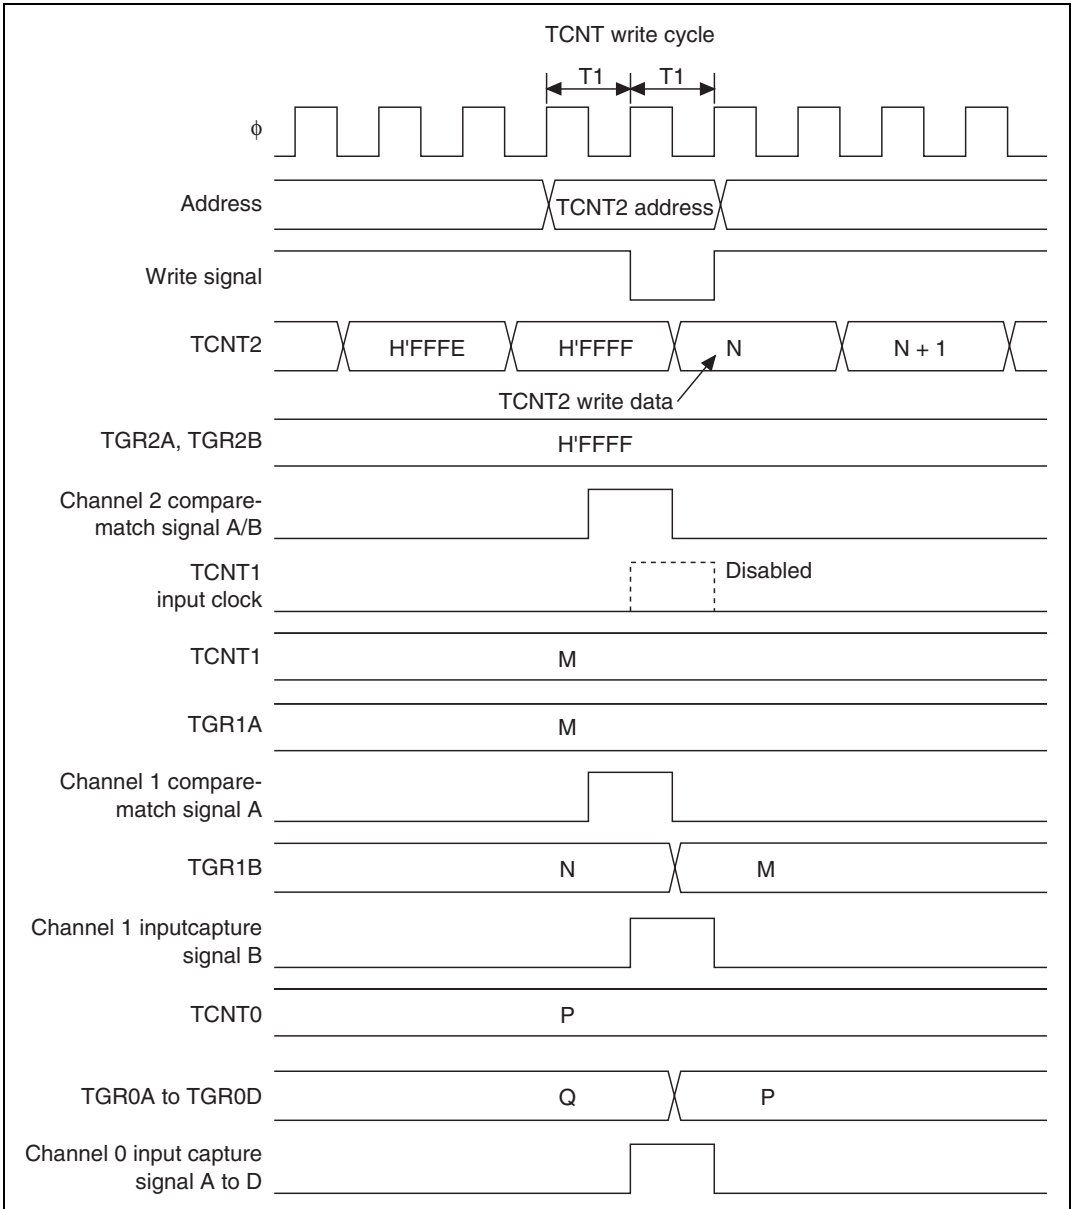 TCNT write cycle
T1 T1
ϕ
Address
TCNT2 address
Write signal
TCNT2
H'FFFE H'FFFF N N + 1
TCNT2 write data
TGR2A, TGR2B
H'FFFF
Channel 2 compare-
match signal A/B
TCNT1
input clock
Disabled
TCNT1
M
TGR1A
M
Channel 1 compare-
match signal A
TGR1B
N M
Channel 1 inputcapture
signal B
TCNT0
P
TGR0A to TGR0D
Q P
Channel 0 input capture
signal A to D